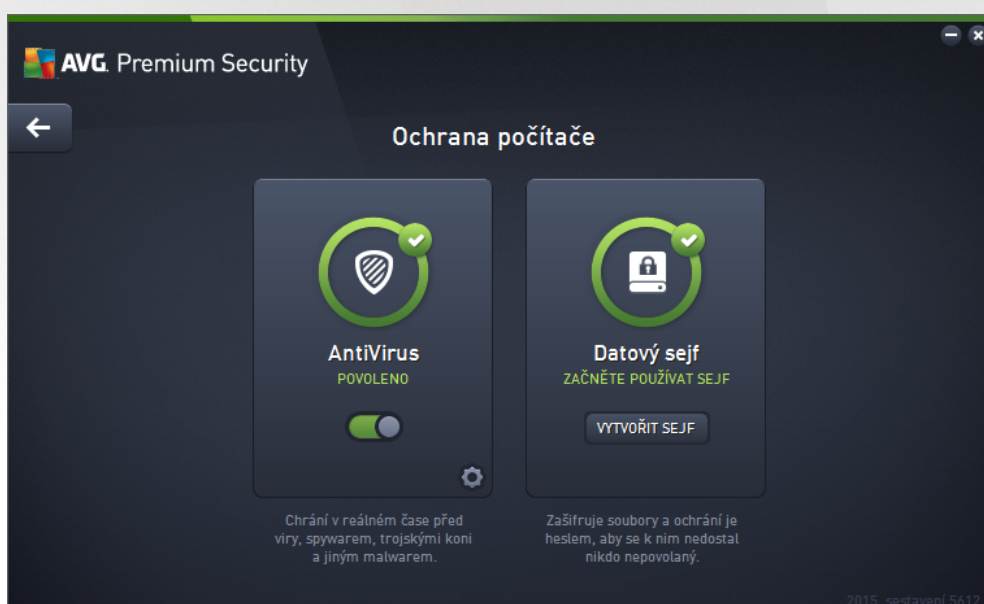 AVG. Premium Security
Ochrana počítače
AntiVirus
POVOLENO
Chrání v reálném čase před
viry, spywarem, trojskými koni
a jiným malwarem.
Datový sejf
ZAČNĚTE POUŽÍVAT SEJF
VYTVOŘIT SEJF
Zašifruje soubory a ochrání je
heslem, aby se k nim nedostal
nikdo nepovolaný.
2015, sestavení 5612